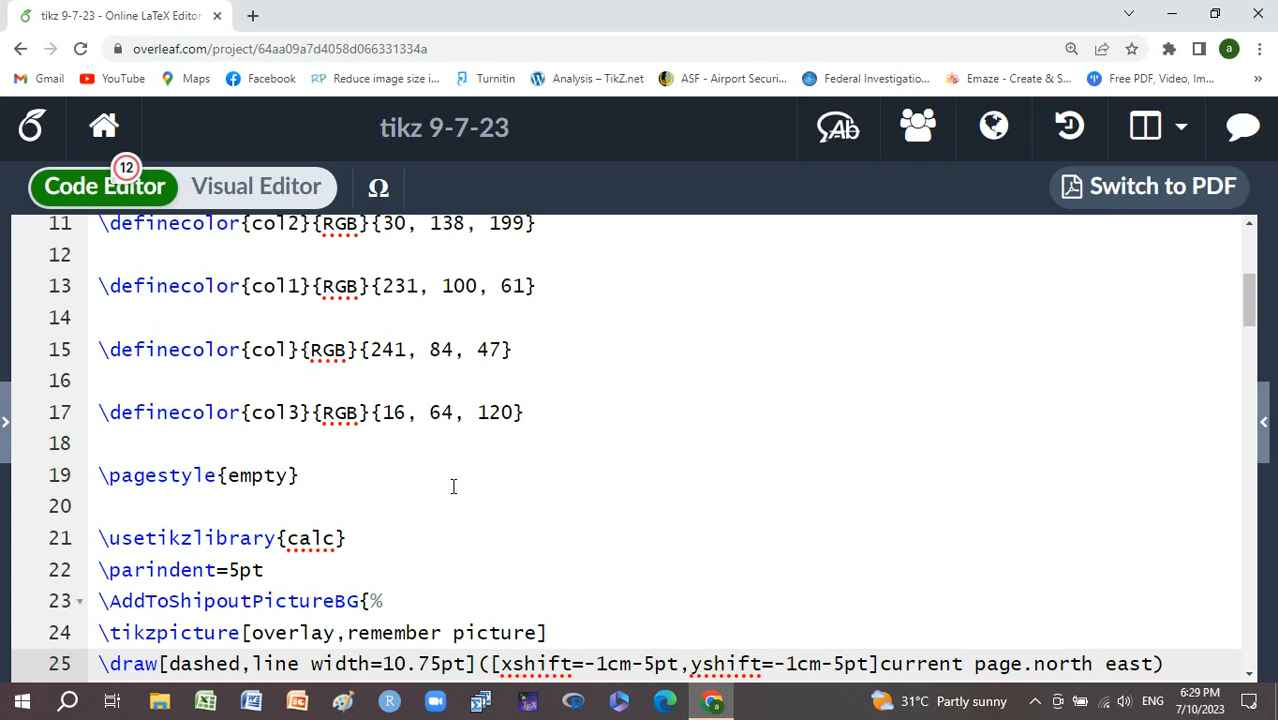 tikz 9-7-23 - Online LaTeX Editor
overleaf.com/project/64aa09a7d4058d066331334a
a
Gmail YouTube Maps Facebook Reduce image size i... Turnitin Analysis – TikZ.net ASF - Airport Securi... Federal Investigatio... Emaze - Create & S... Free PDF, Video, Im... »
tikz 9-7-23
12
Code Editor Visual Editor Ω Switch to PDF
11 \definecolor{col2}{RGB}{30, 138, 199}
12
13 \definecolor{col1}{RGB}{231, 100, 61}
14
15 \definecolor{col}{RGB}{241, 84, 47}
16
17 \definecolor{col3}{RGB}{16, 64, 120}
18
19 \pagestyle{empty}
20
21 \usetikzlibrary{calc}
22 \parindent=5pt
23 \AddToShipoutPictureBG{%
24 \tikzpicture[overlay,remember picture]
25 \draw[dashed,line width=10.75pt]([xshift=-1cm-5pt,yshift=-1cm-5pt]current page.north east)
31°C Partly sunny ENG 6:29 PM
7/10/2023